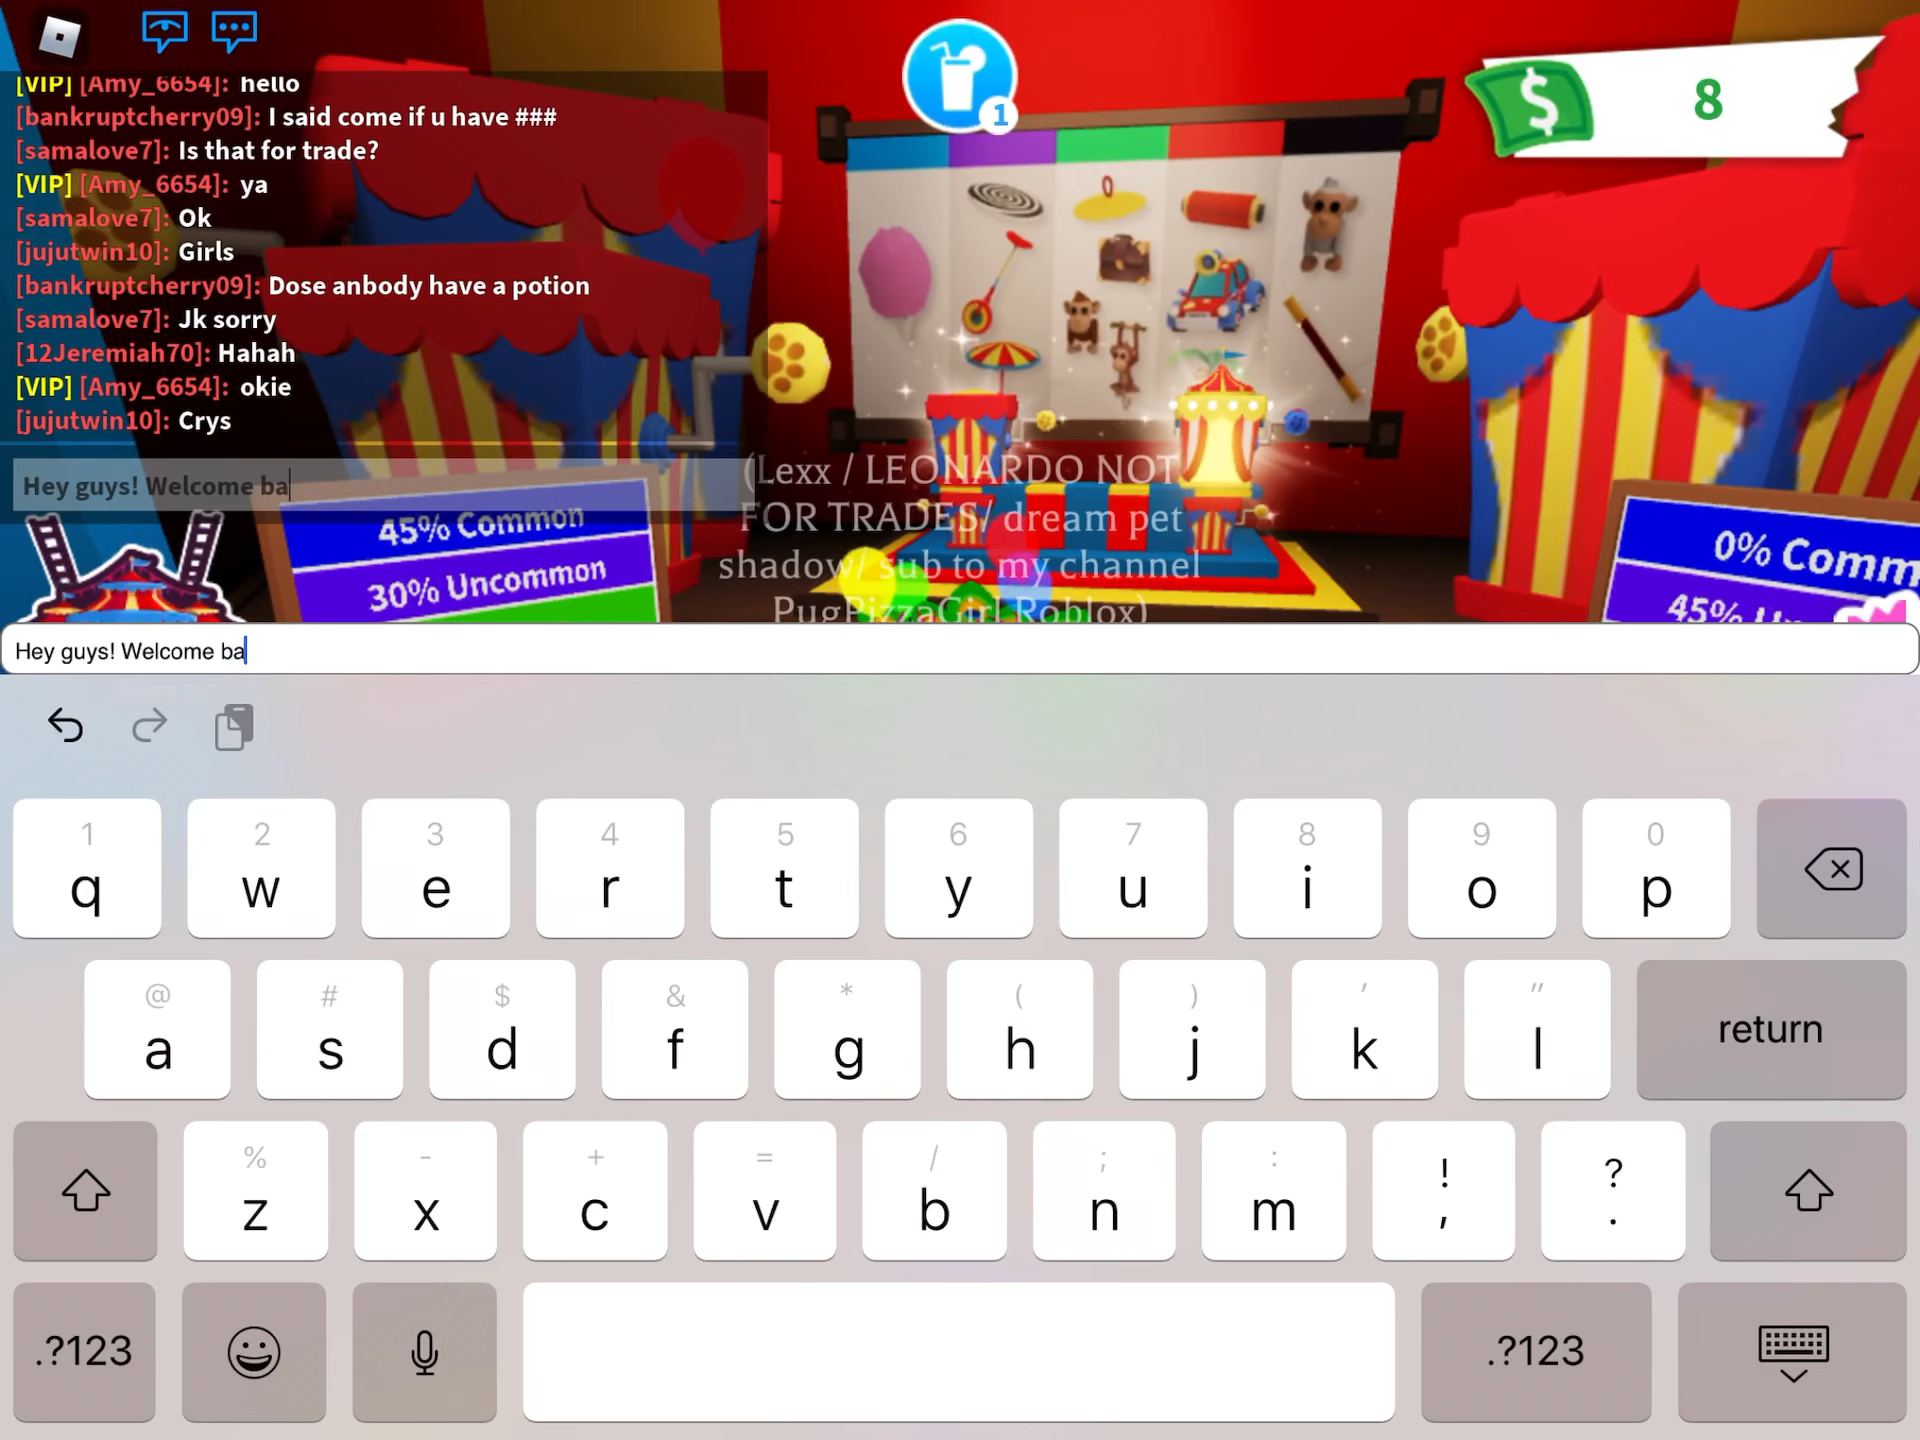 [VIP] [Amy_6654]: hello
[bankruptcherry09]: I said come if u have ###
[samalove7]: Is that for trade?
[VIP] [Amy_6654]: ya
[samalove7]: Ok
[jujutwin10]: Girls
[bankruptcherry09]: Dose anbody have a potion
[samalove7]: Jk sorry
[12Jeremiah70]: Hahah
[VIP] [Amy_6654]: okie
[jujutwin10]: Crys
Hey guys! Welcome ba
1
8
45% Common
30% Uncommon
(Lexx / LEONARDO NOT
FOR TRADES/ dream pet
shadow/ sub to my channel
PugPizzaGirl Roblox)
0% Comm
45%
Hey guys! Welcome ba
1 2 3 4 5 6 7 8 9 0
q w e r t y u i o p
@ # $ & * ( ) ' "
a s d f g h j k l return
% - + = / ; : ! ?
z x c v b n m , .
.?123 .?123